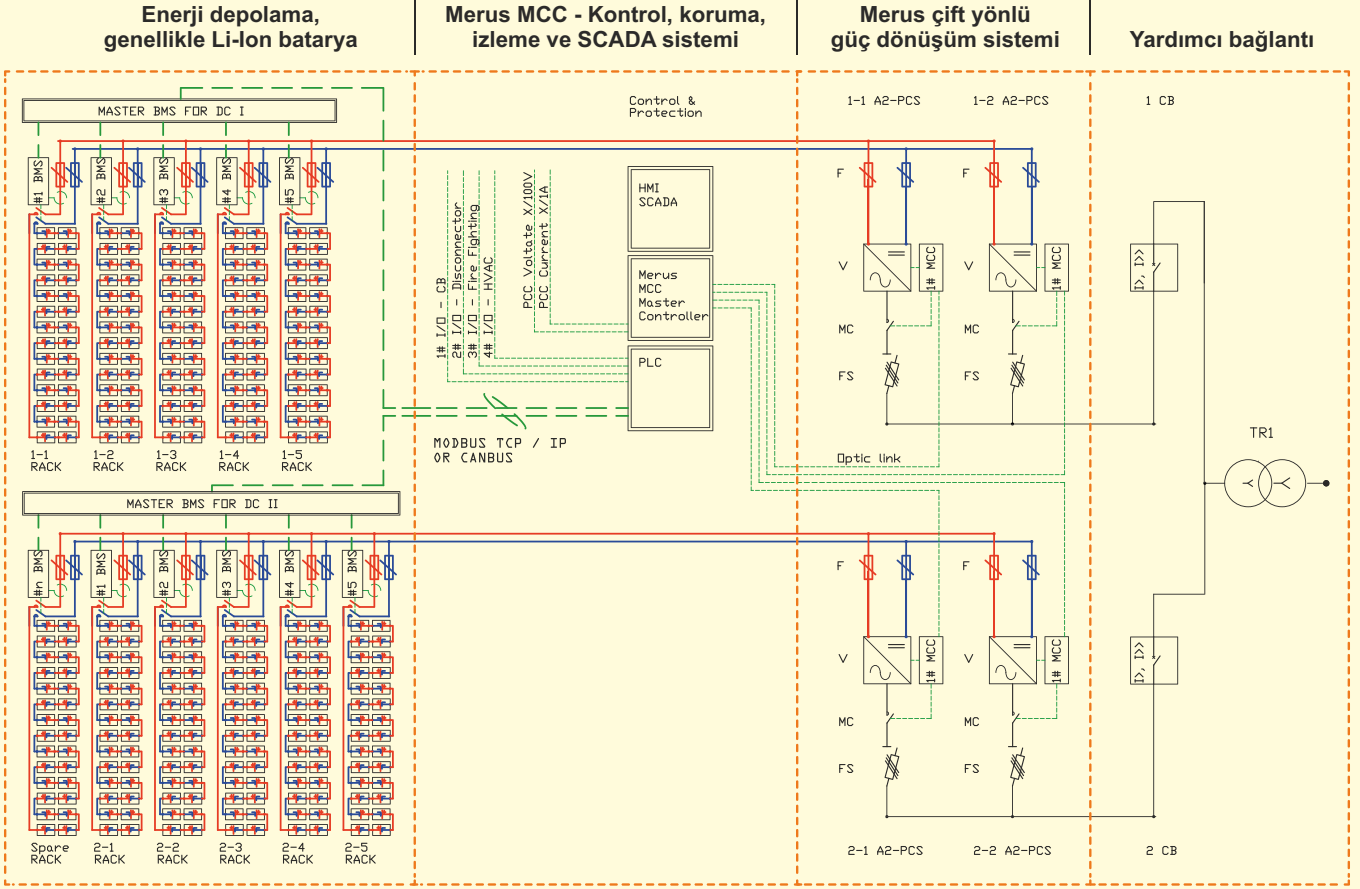 Enerji depolama,
genellikle Li-Ion batarya
Merus MCC - Kontrol, koruma,
izleme ve SCADA sistemi
Merus çift yönlü
güç dönüşüm sistemi
Yardımcı bağlantı
MASTER BMS FOR DC I
#1 BMS
#2 BMS
#3 BMS
#4 BMS
#5 BMS
1-1
RACK
1-2
RACK
1-3
RACK
1-4
RACK
1-5
RACK
MASTER BMS FOR DC II
#n BMS
#1 BMS
#2 BMS
#3 BMS
#4 BMS
#5 BMS
Spare
RACK
2-1
RACK
2-2
RACK
2-3
RACK
2-4
RACK
2-5
RACK
Control &
Protection
1# I/O - CB
2# I/O - Disconnector
3# I/O - Fire Fighting
4# I/O - HVAC
PCC Voltate X/100V
PCC Current X/1A
HMI
SCADA
Merus
MCC
Master
Controller
PLC
MODBUS TCP / IP
OR CANBUS
1-1 A2-PCS
1-2 A2-PCS
F
F
V
1# MCC
V
1# MCC
MC
MC
FS
FS
Optic link
F
F
V
1# MCC
V
1# MCC
MC
MC
FS
FS
2-1 A2-PCS
2-2 A2-PCS
1 CB
I>, I>>
TR1
I>, I>>
2 CB